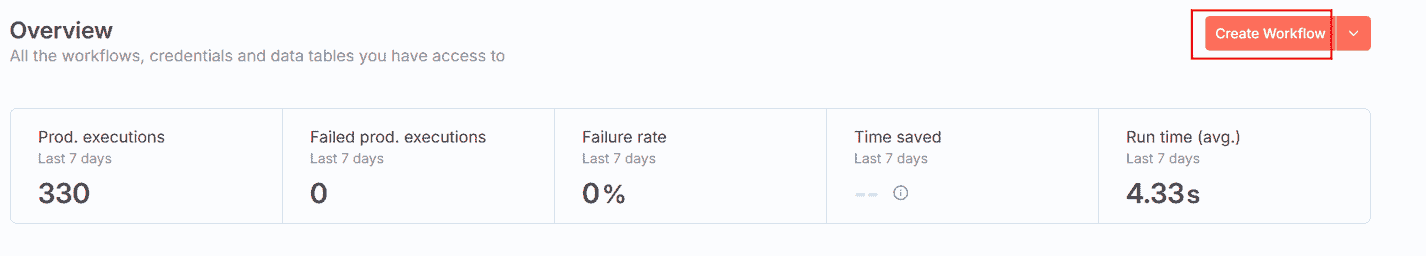 Overview
Create Workflow
All the workflows, credentials and data tables you have access to
Prod. executions
Last 7 days
330
Failed prod. executions
Last 7 days
0
Failure rate
Last 7 days
0%
Time saved
Last 7 days
--
Run time (avg.)
Last 7 days
4.33s